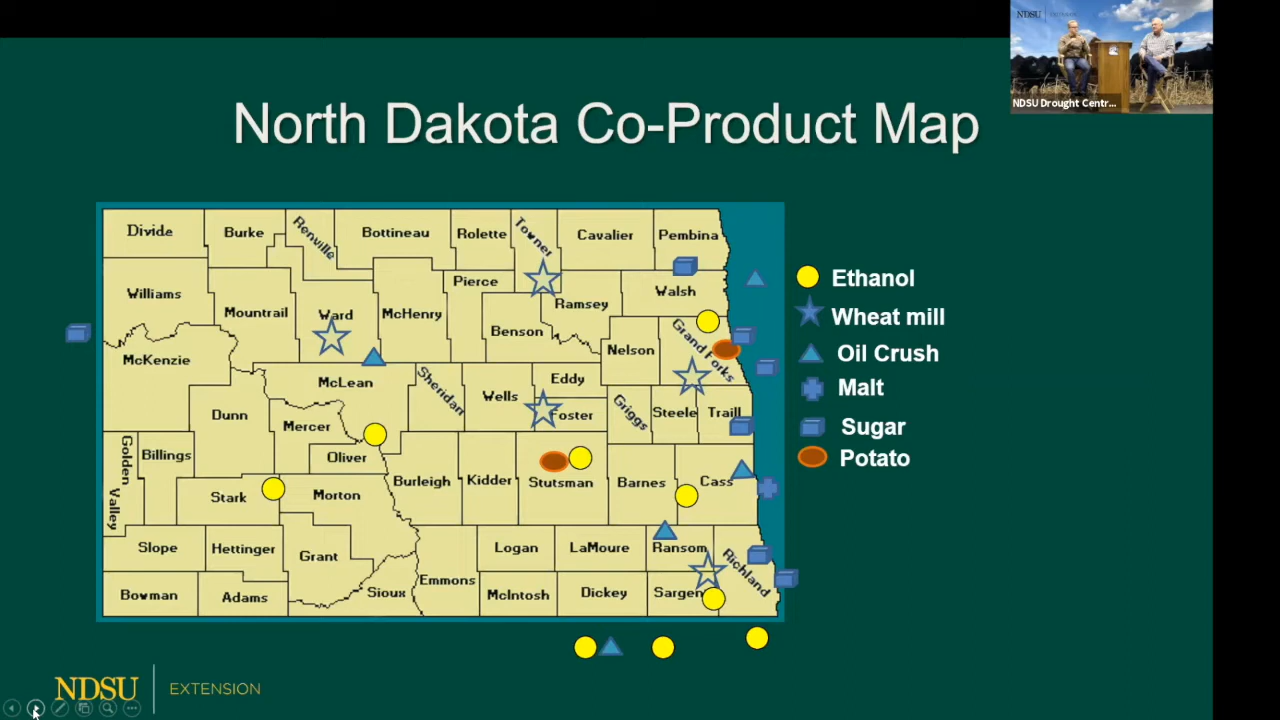 NDSU EXTENSION
NDSU Drought Centr...
North Dakota Co-Product Map
Divide
Burke
Renville
Bottineau
Rolette
Towner
Cavalier
Pembina
Williams
Mountrail
Ward
McHenry
Pierce
Benson
Ramsey
Walsh
McKenzie
Nelson
Grand Forks
McLean
Sheridan
Wells
Eddy
Foster
Griggs
Steele
Traill
Dunn
Mercer
Oliver
Golden Valley
Billings
Stark
Morton
Burleigh
Kidder
Stutsman
Barnes
Cass
Slope
Hettinger
Grant
Logan
LaMoure
Ransom
Richland
Bowman
Adams
Sioux
Emmons
McIntosh
Dickey
Sargen
Ethanol
Wheat mill
Oil Crush
Malt
Sugar
Potato
NDSU EXTENSION